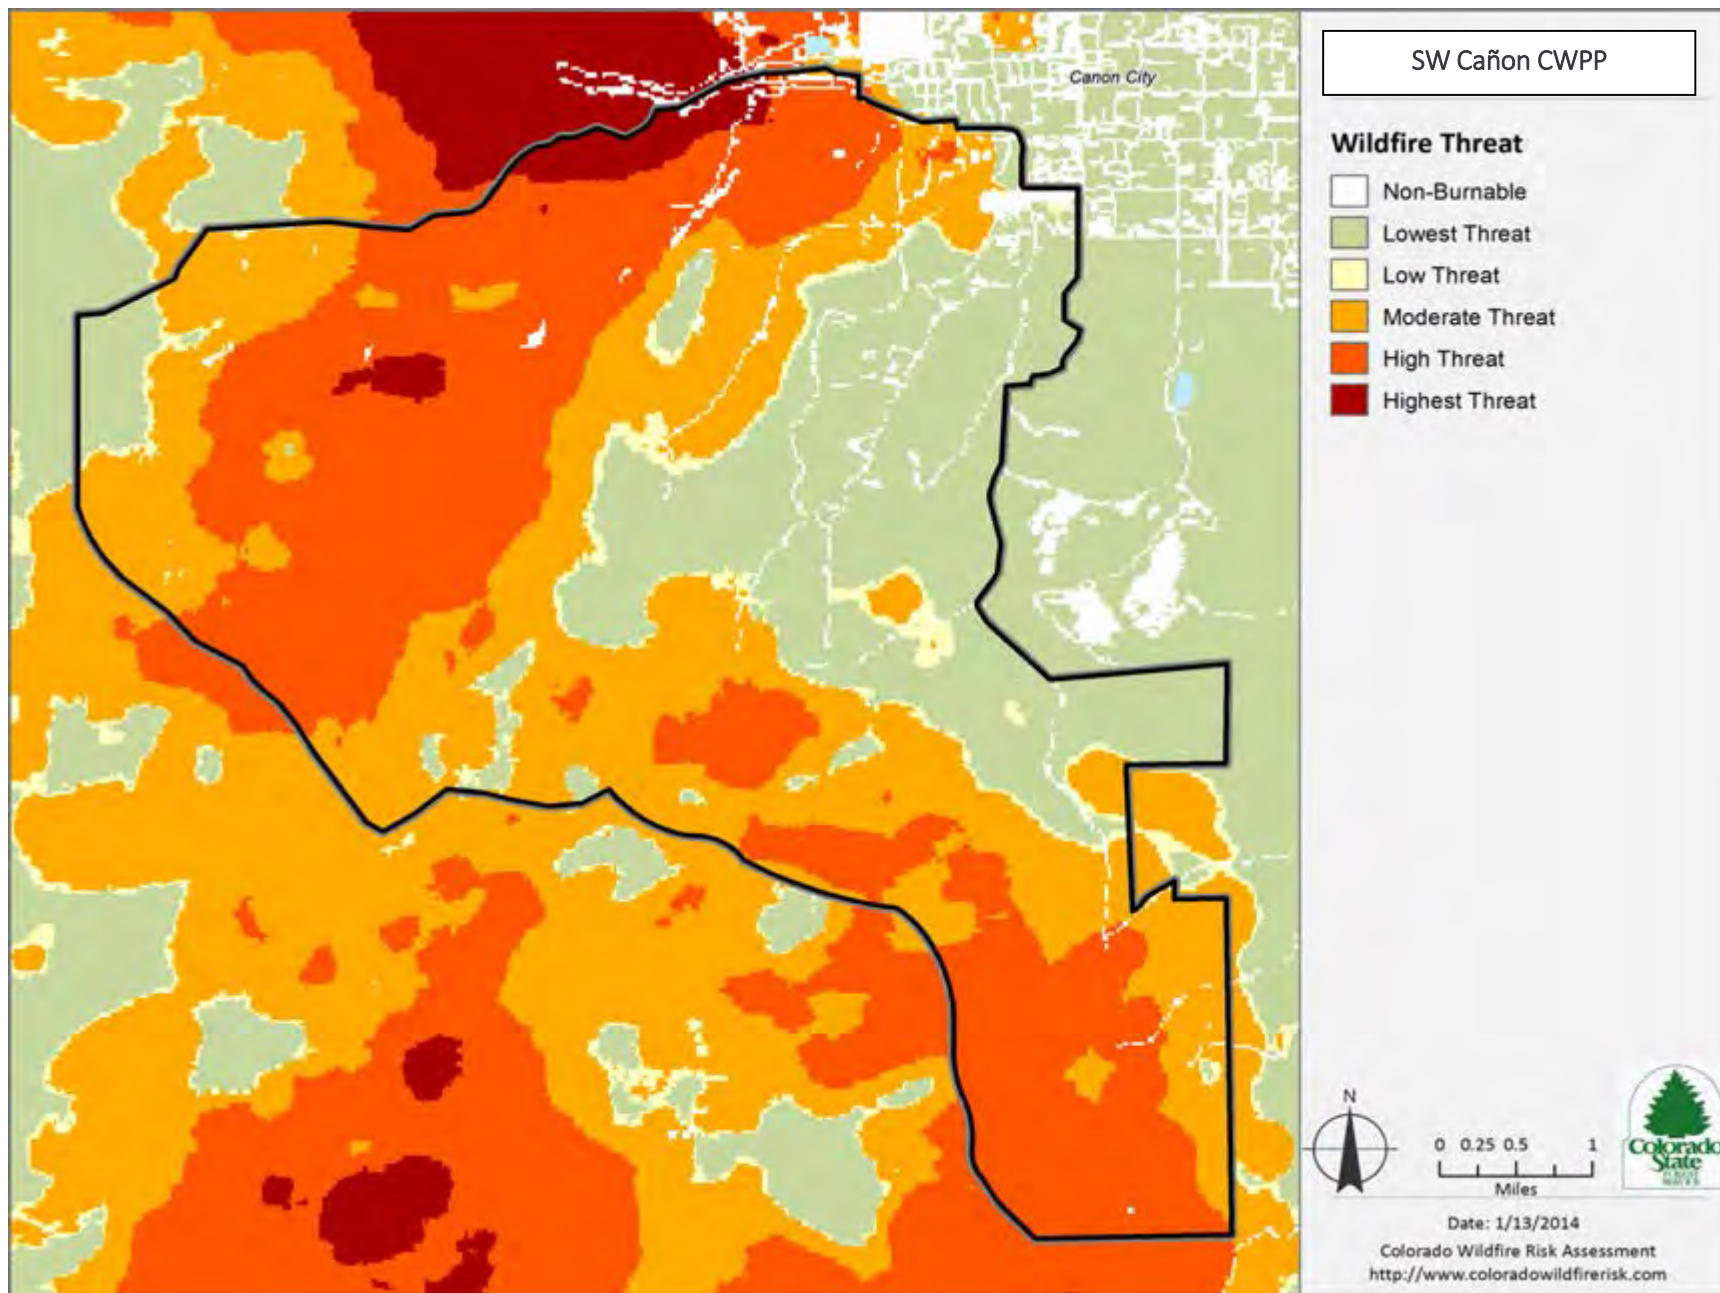 Canon City
SW Cañon CWPP
Wildfire Threat
Non-Burnable
Lowest Threat
Low Threat
Moderate Threat
High Threat
Highest Threat
N
0 0.25 0.5 1
Miles
Colorado
State
FOREST
SERVICE
Date: 1/13/2014
Colorado Wildfire Risk Assessment
http://www.coloradowildfirerisk.com